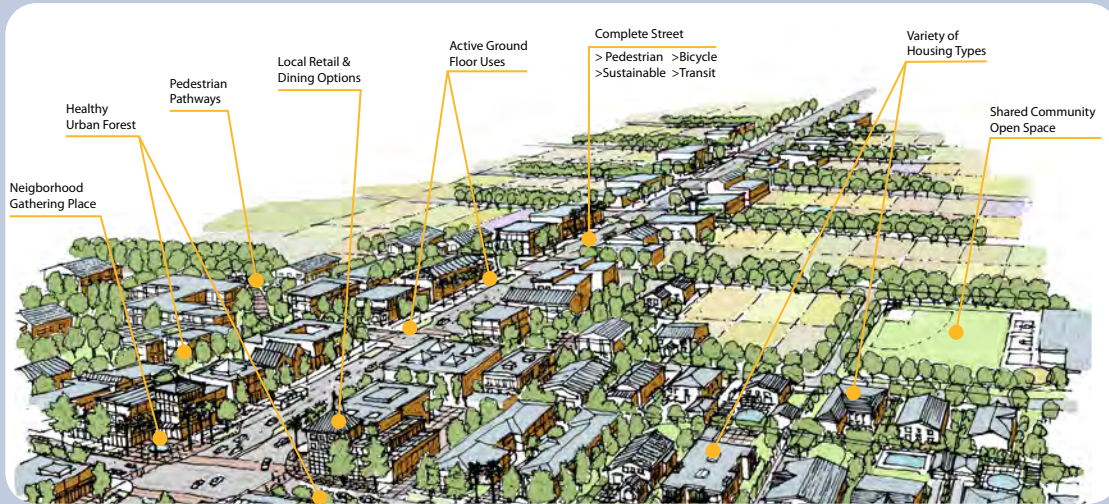 Neigborhood
Gathering Place
Healthy
Urban Forest
Pedestrian
Pathways
Local Retail &
Dining Options
Active Ground
Floor Uses
Complete Street
> Pedestrian >Bicycle
>Sustainable >Transit
Variety of
Housing Types
Shared Community
Open Space